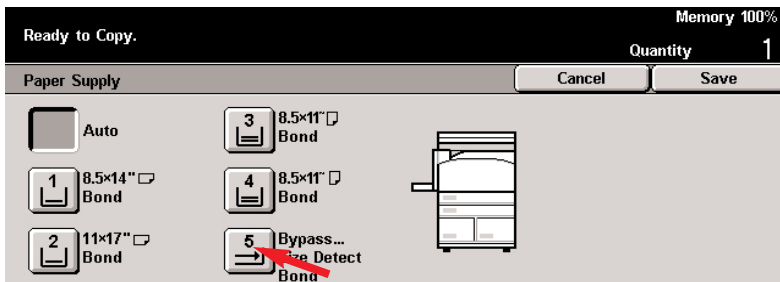 Memory 100%
Ready to Copy.
Quantity 1
Paper Supply
Cancel
Save
Auto
1 8.5×14"
Bond
2 11×17"
Bond
3 8.5×11"
Bond
4 8.5×11"
Bond
5 Bypass...
Size Detect
Bond